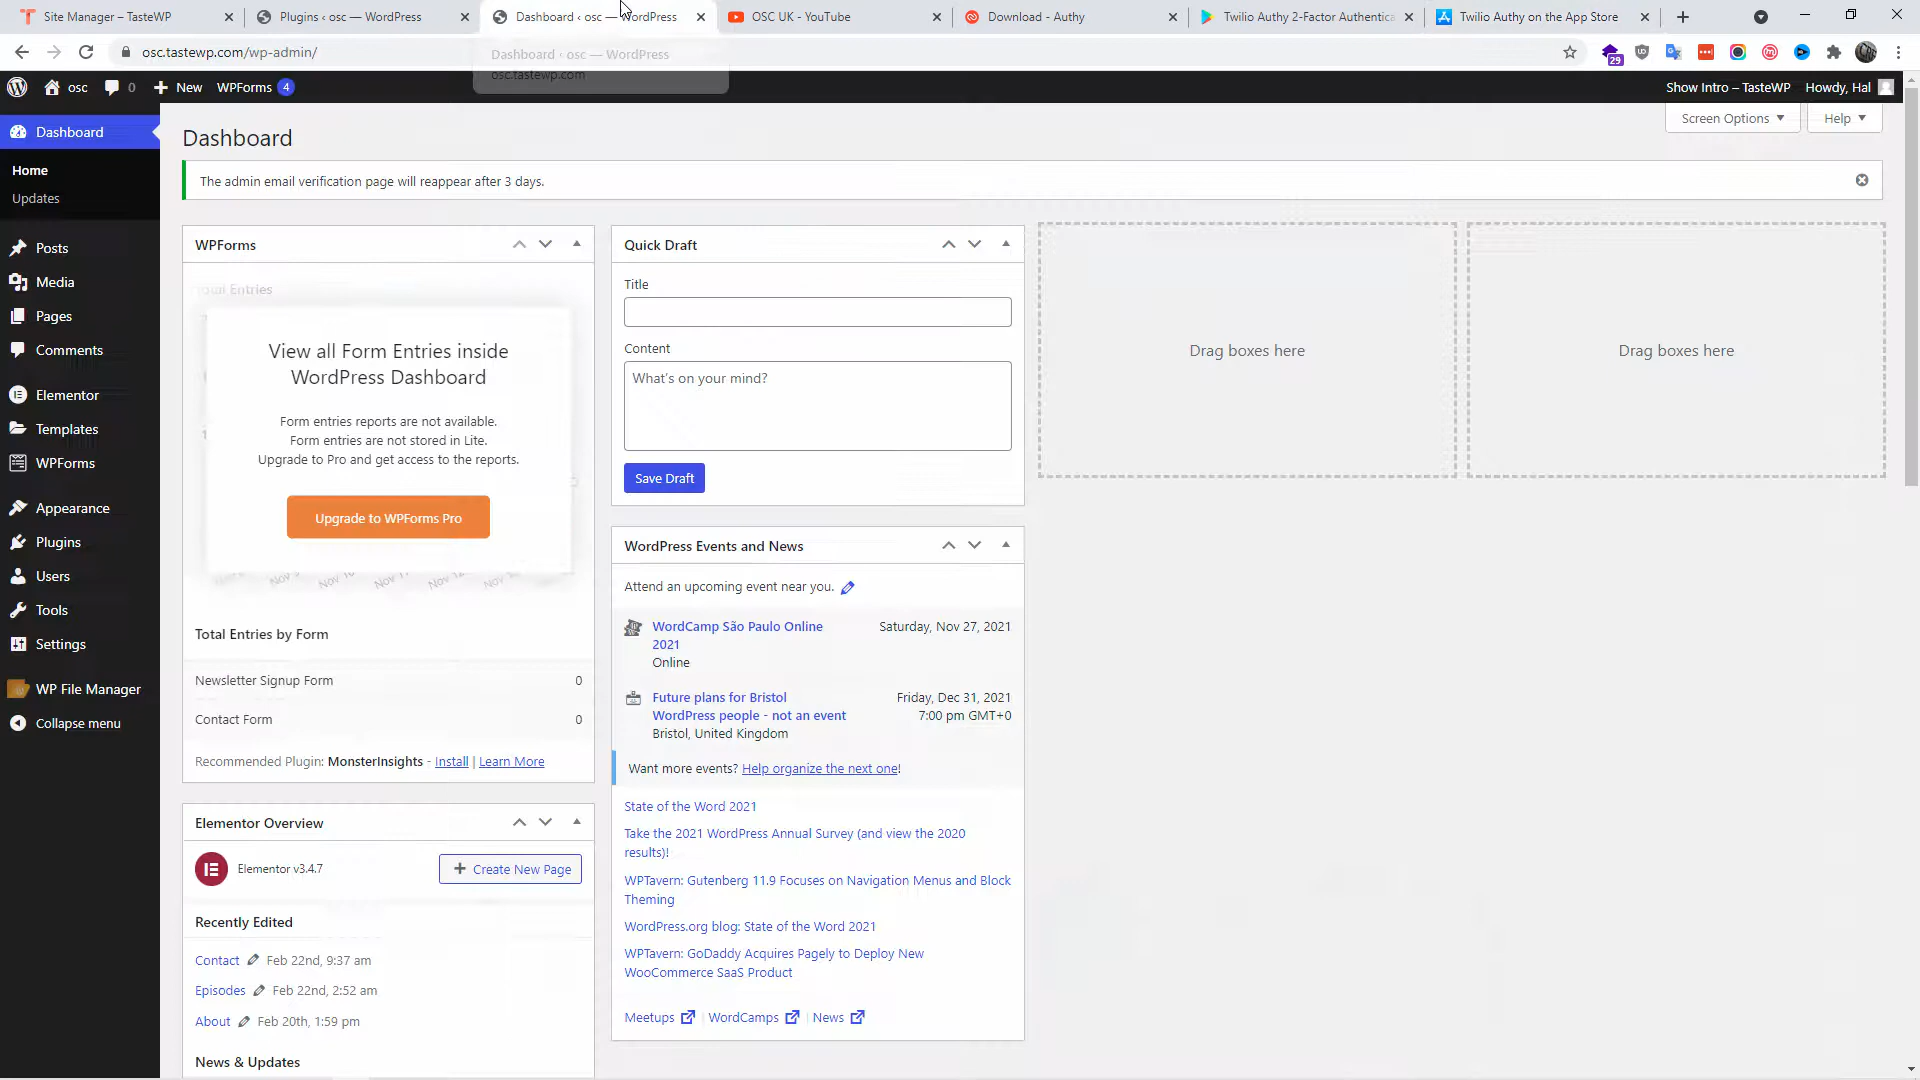 Site Manager – TasteWP
Plugins ‹ osc — WordPress
Dashboard ‹ osc — WordPress
OSC UK - YouTube
Download - Authy
Twilio Authy 2-Factor Authentica
Twilio Authy on the App Store
osc.tastewp.com/wp-admin/
Dashboard ‹ osc — WordPress
osc.tastewp.com
29
osc
0
New
WPForms 4
Show Intro – TasteWP
Howdy, Hal
Dashboard
Home
Updates
Posts
Media
Pages
Comments
Elementor
Templates
WPForms
Appearance
Plugins
Users
Tools
Settings
WP File Manager
Collapse menu
Screen Options
Help
Dashboard
The admin email verification page will reappear after 3 days.
WPForms
Total Entries
View all Form Entries inside
WordPress Dashboard
Form entries reports are not available.
Form entries are not stored in Lite.
Upgrade to Pro and get access to the reports.
Upgrade to WPForms Pro
Total Entries by Form
Newsletter Signup Form 0
Contact Form 0
Recommended Plugin: MonsterInsights - Install | Learn More
Elementor Overview
Elementor v3.4.7
Create New Page
Recently Edited
Contact Feb 22nd, 9:37 am
Episodes Feb 22nd, 2:52 am
About Feb 20th, 1:59 pm
News & Updates
Quick Draft
Title
Content
What's on your mind?
Save Draft
WordPress Events and News
Attend an upcoming event near you.
WordCamp São Paulo Online Saturday, Nov 27, 2021
2021
Online
Future plans for Bristol Friday, Dec 31, 2021
WordPress people - not an event 7:00 pm GMT+0
Bristol, United Kingdom
Want more events? Help organize the next one!
State of the Word 2021
Take the 2021 WordPress Annual Survey (and view the 2020
results)!
WPTavern: Gutenberg 11.9 Focuses on Navigation Menus and Block
Theming
WordPress.org blog: State of the Word 2021
WPTavern: GoDaddy Acquires Pagely to Deploy New
WooCommerce SaaS Product
Meetups | WordCamps | News
Drag boxes here
Drag boxes here